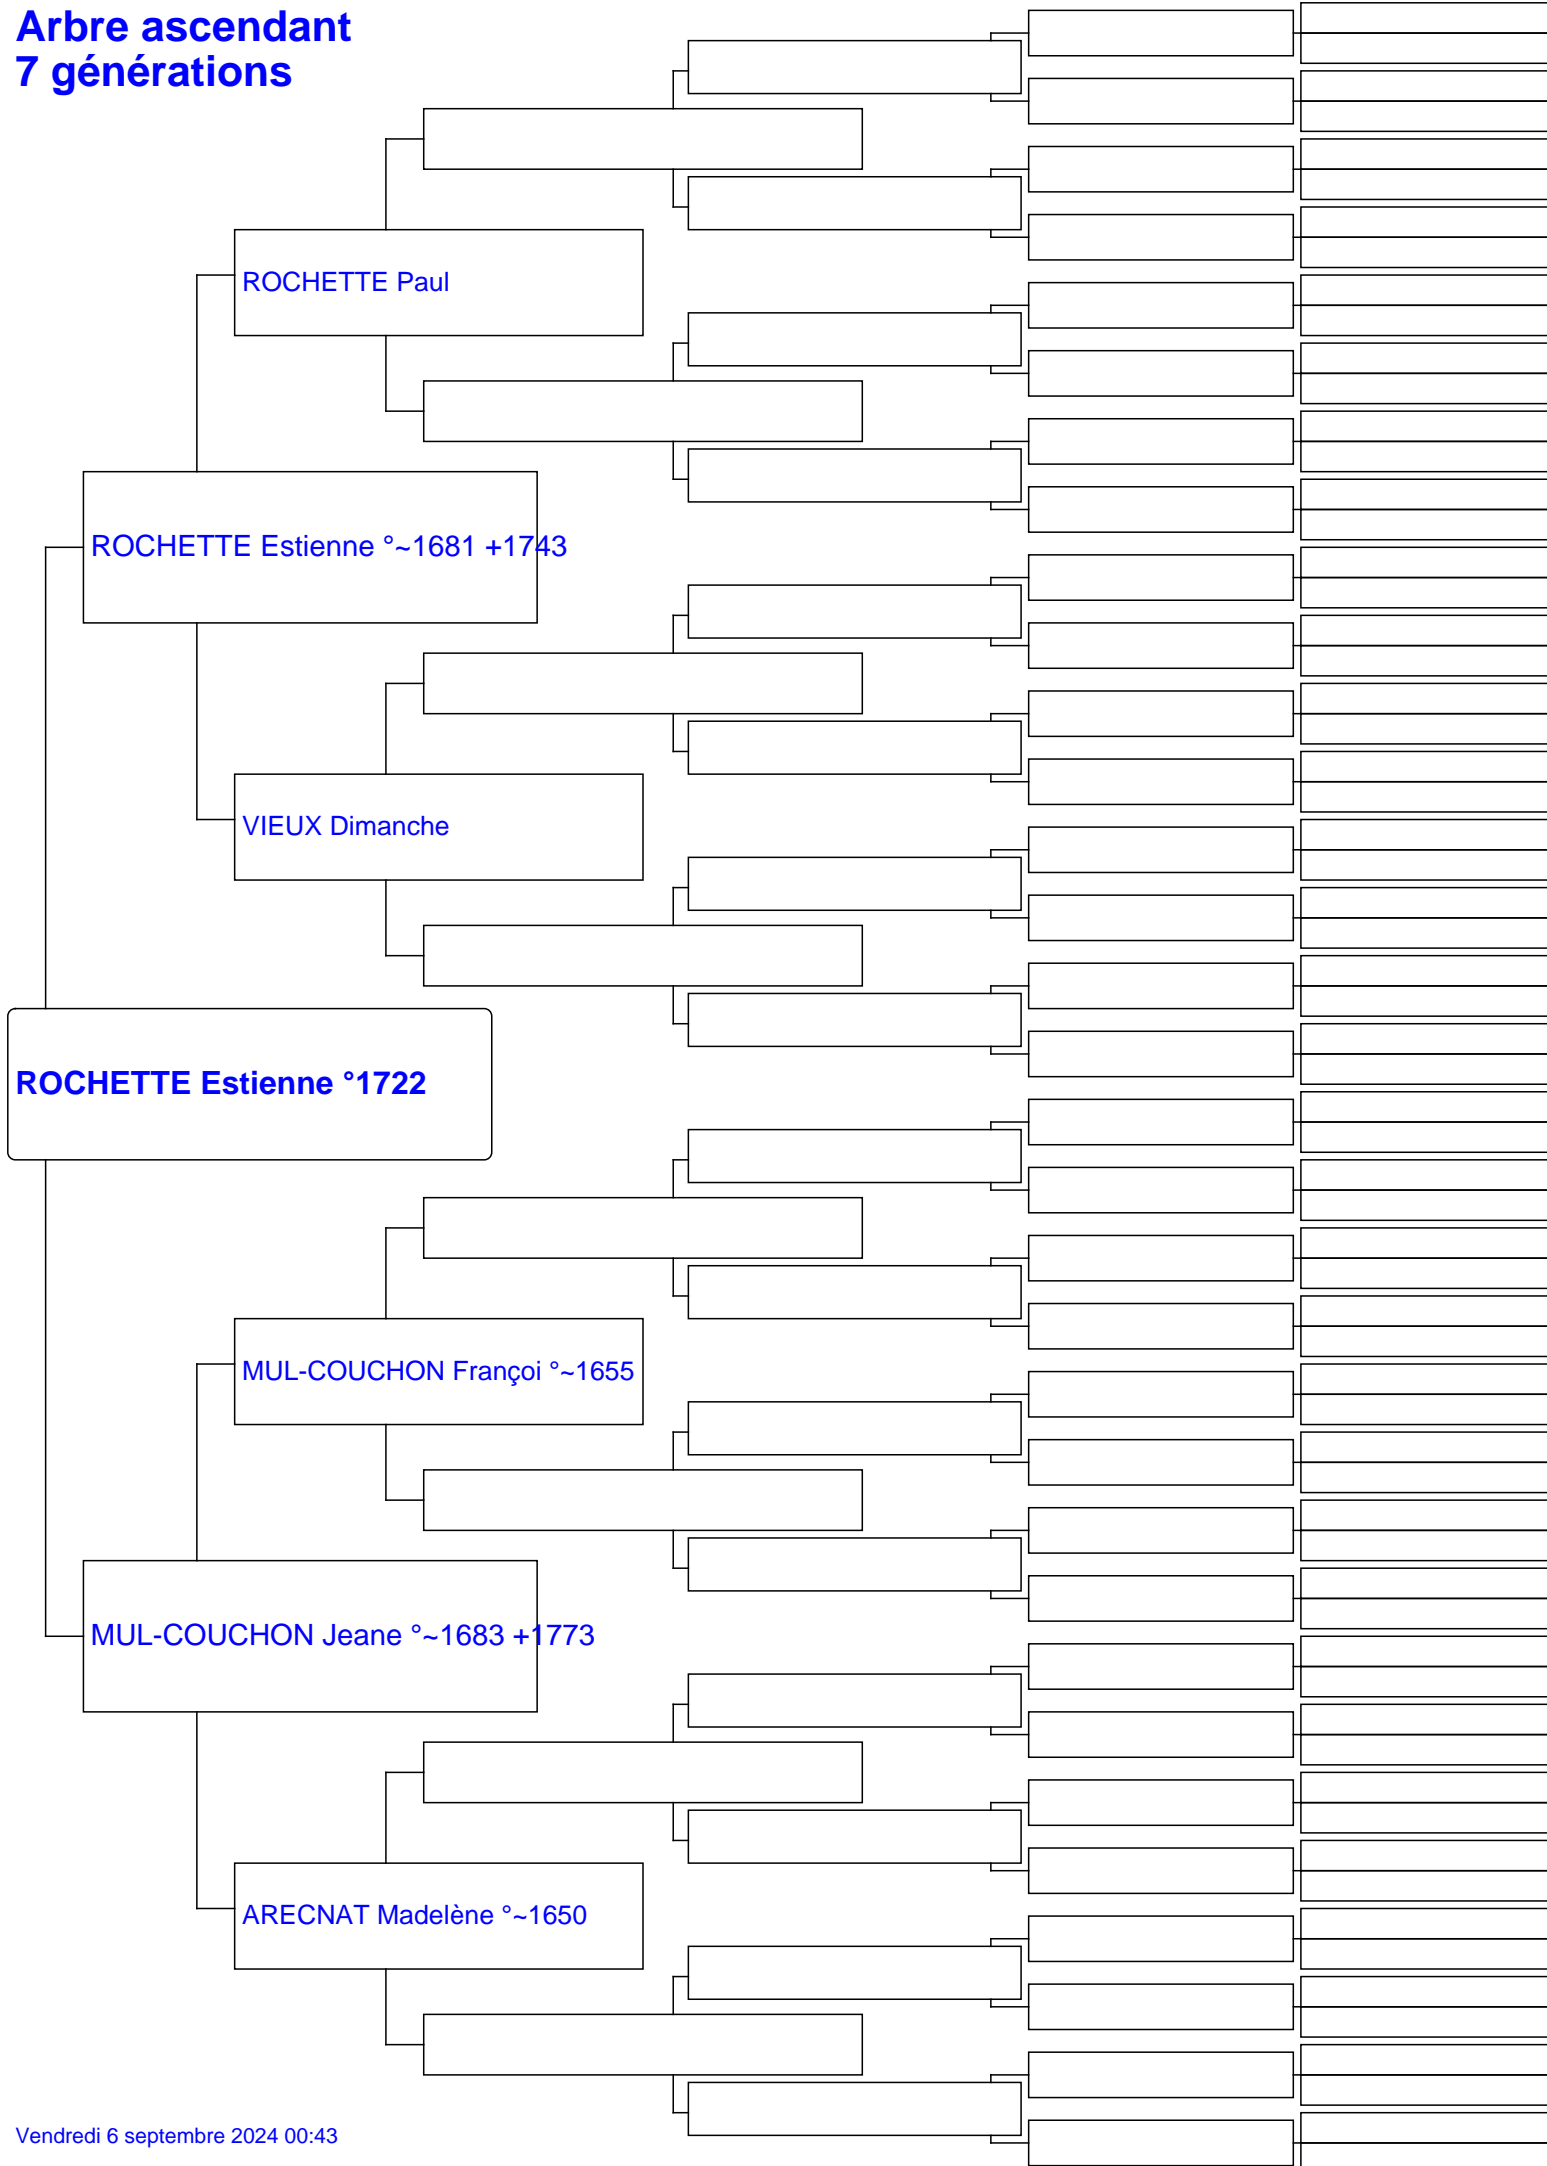 Arbre ascendant
7 générations
ROCHETTE Paul
ROCHETTE Estienne °~1681 +1743
VIEUX Dimanche
ROCHETTE Estienne °1722
MUL-COUCHON Françoi °~1655
MUL-COUCHON Jeane °~1683 +1773
ARECNAT Madelène °~1650
Vendredi 6 septembre 2024 00:43